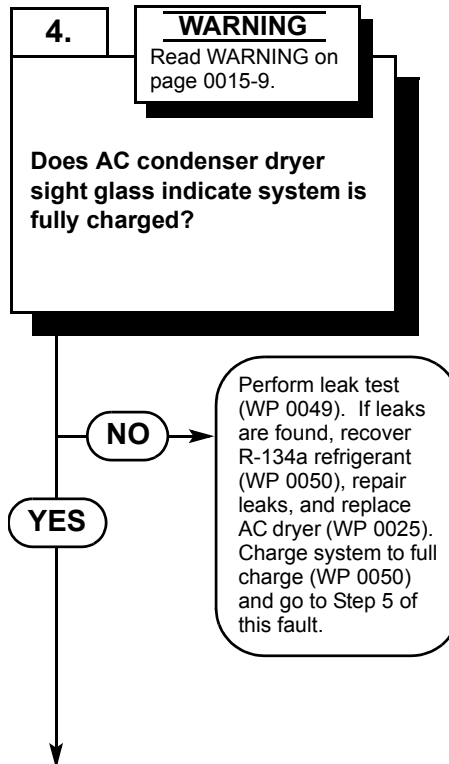 4.
WARNING
Read WARNING on
page 0015-9.
Does AC condenser dryer
sight glass indicate system is
fully charged?
NO
Perform leak test
(WP 0049).  If leaks
are found, recover
R-134a refrigerant
(WP 0050), repair
leaks, and replace
AC dryer (WP 0025).
Charge system to full
charge (WP 0050)
and go to Step 5 of
this fault.
YES